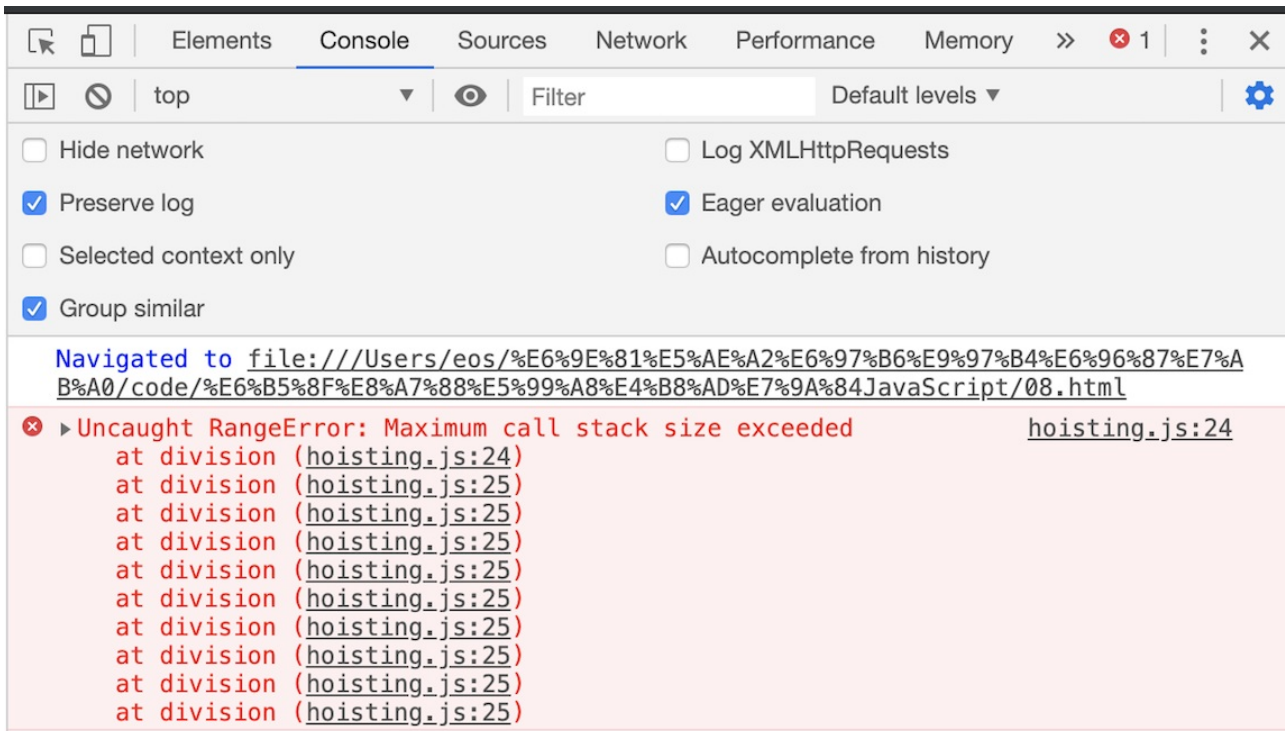 Elements Console Sources Network Performance Memory » 1
top ▼ Filter Default levels ▼
Hide network Log XMLHttpRequests
Preserve log Eager evaluation
Selected context only Autocomplete from history
Group similar
Navigated to file:///Users/eos/%E6%9E%81%E5%AE%A2%E6%97%B6%E9%97%B4%E6%96%87%E7%A
B%A0/code/%E6%B5%8F%E8%A7%88%E5%99%A8%E4%B8%AD%E7%9A%84JavaScript/08.html
Uncaught RangeError: Maximum call stack size exceeded hoisting.js:24
at division (hoisting.js:24)
at division (hoisting.js:25)
at division (hoisting.js:25)
at division (hoisting.js:25)
at division (hoisting.js:25)
at division (hoisting.js:25)
at division (hoisting.js:25)
at division (hoisting.js:25)
at division (hoisting.js:25)
at division (hoisting.js:25)